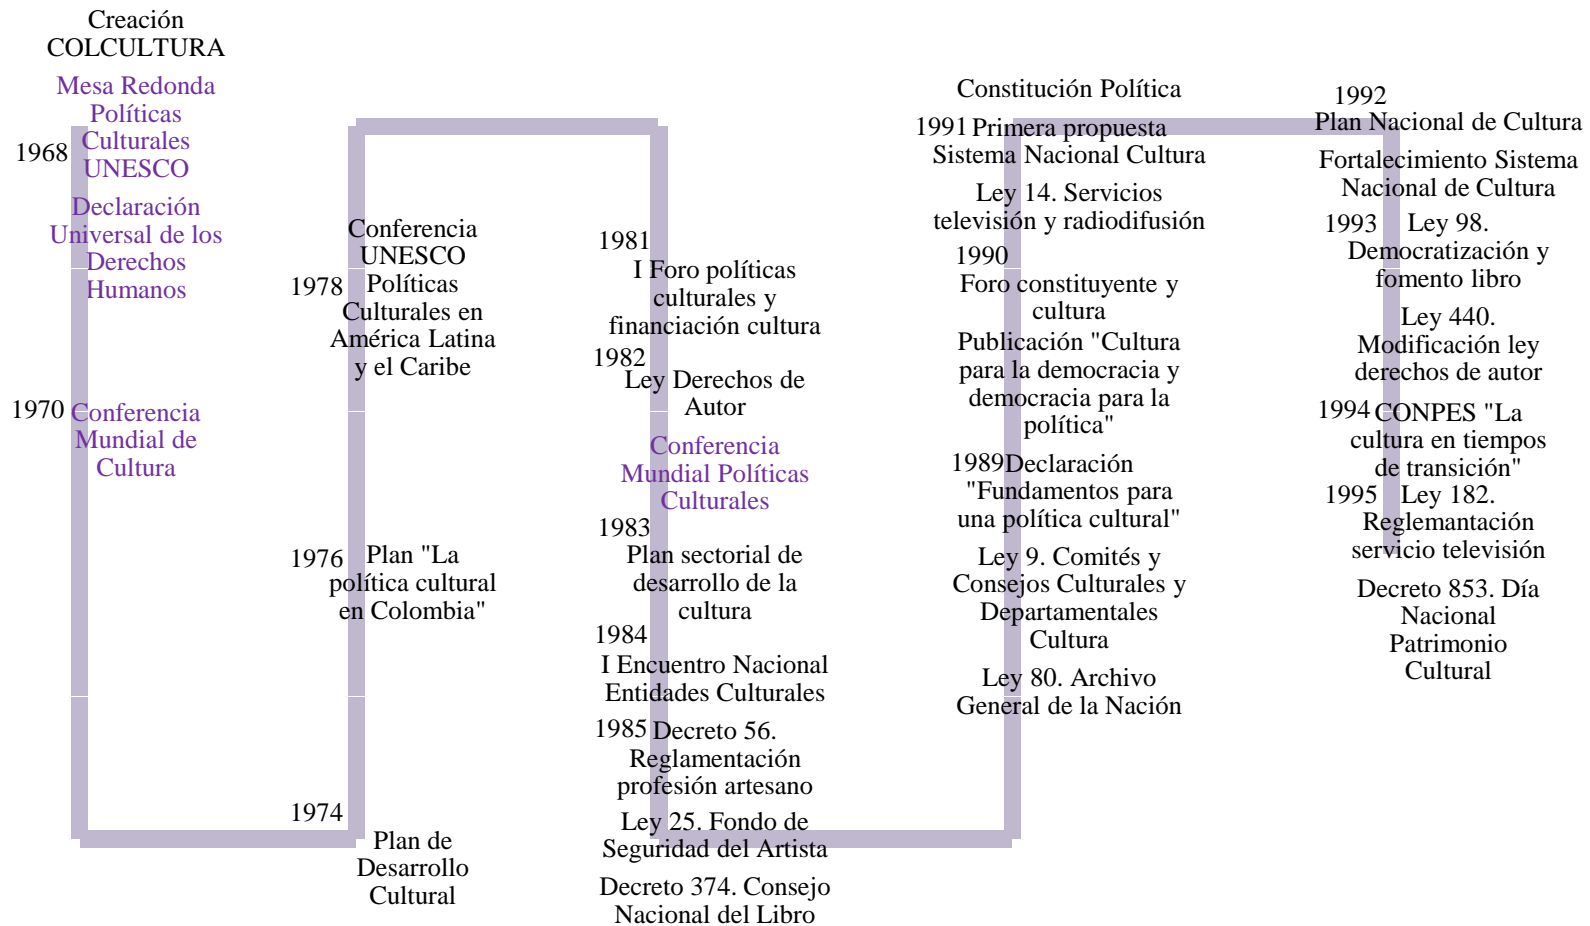 Creación
COLCULTURA
Mesa Redonda
Políticas
Culturales
1968
UNESCO
Declaración
Universal de los
Derechos
Humanos
1970 Conferencia
Mundial de
Cultura
1974
Plan de
Desarrollo
Cultural
1976 Plan "La
política cultural
en Colombia"
Conferencia
UNESCO
1978 Políticas
Culturales en
América Latina
y el Caribe
1981
I Foro políticas
culturales y
financiación cultura
1982
Ley Derechos de
Autor
Conferencia
Mundial Políticas
Culturales
1983
Plan sectorial de
desarrollo de la
cultura
1984
I Encuentro Nacional
Entidades Culturales
1985 Decreto 56.
Reglamentación
profesión artesano
Ley 25. Fondo de
Seguridad del Artista
Decreto 374. Consejo
Nacional del Libro
Constitución Política
1991 Primera propuesta
Sistema Nacional Cultura
Ley 14. Servicios
televisión y radiodifusión
1990
Foro constituyente y
cultura
Publicación "Cultura
para la democracia y
democracia para la
política"
1989 Declaración
"Fundamentos para
una política cultural"
Ley 9. Comités y
Consejos Culturales y
Departamentales
Cultura
Ley 80. Archivo
General de la Nación
1992
Plan Nacional de Cultura
Fortalecimiento Sistema
Nacional de Cultura
1993 Ley 98.
Democratización y
fomento libro
Ley 440.
Modificación ley
derechos de autor
1994 CONPES "La
cultura en tiempos
de transición"
1995 Ley 182.
Reglemantación
servicio televisión
Decreto 853. Día
Nacional
Patrimonio
Cultural